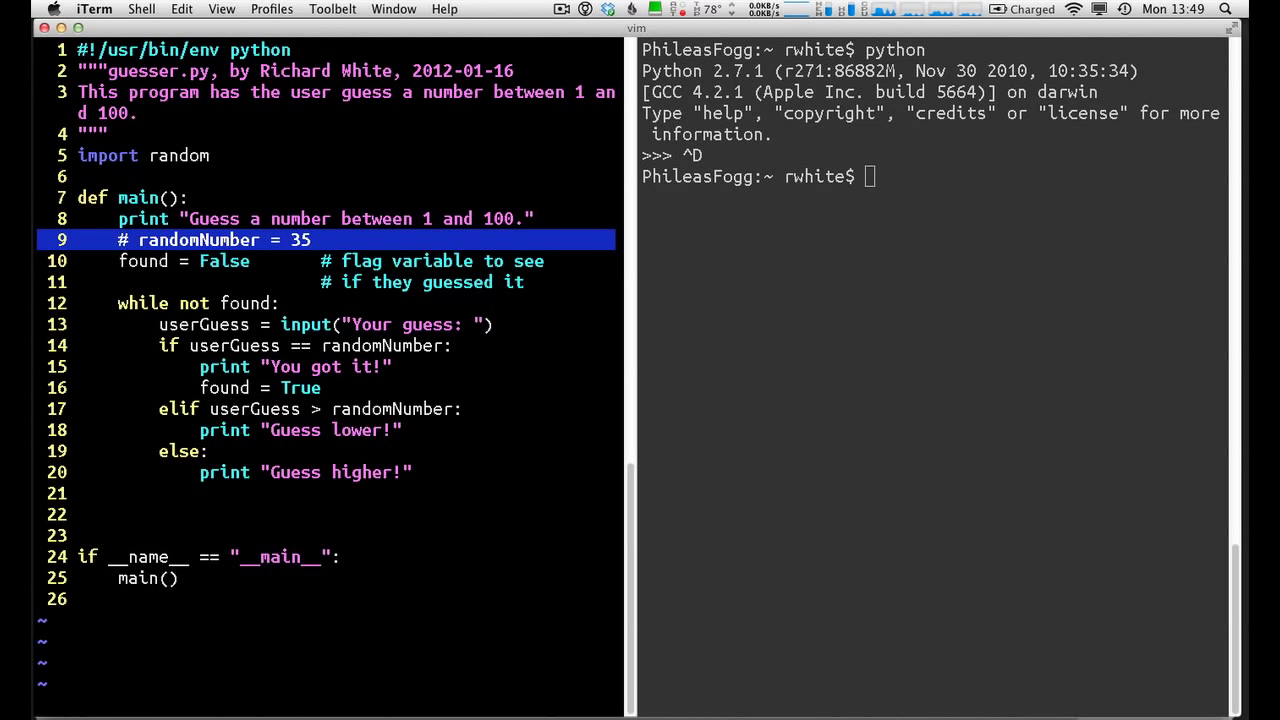 iTerm Shell Edit View Profiles Toolbelt Window Help 78° 0.0KB/s 0.0KB/s Charged Mon 13:49
vim
1 #!/usr/bin/env python
2 """guesser.py, by Richard White, 2012-01-16
3 This program has the user guess a number between 1 an
d 100.
4 """
5 import random
6
7 def main():
8 print "Guess a number between 1 and 100."
9 # randomNumber = 35
10 found = False # flag variable to see
11 # if they guessed it
12 while not found:
13 userGuess = input("Your guess: ")
14 if userGuess == randomNumber:
15 print "You got it!"
16 found = True
17 elif userGuess > randomNumber:
18 print "Guess lower!"
19 else:
20 print "Guess higher!"
21
22
23
24 if __name__ == "__main__":
25 main()
26
~
~
~
~
PhileasFogg:~ rwhite$ python
Python 2.7.1 (r271:86882M, Nov 30 2010, 10:35:34)
[GCC 4.2.1 (Apple Inc. build 5664)] on darwin
Type "help", "copyright", "credits" or "license" for more
information.
>>> ^D
PhileasFogg:~ rwhite$